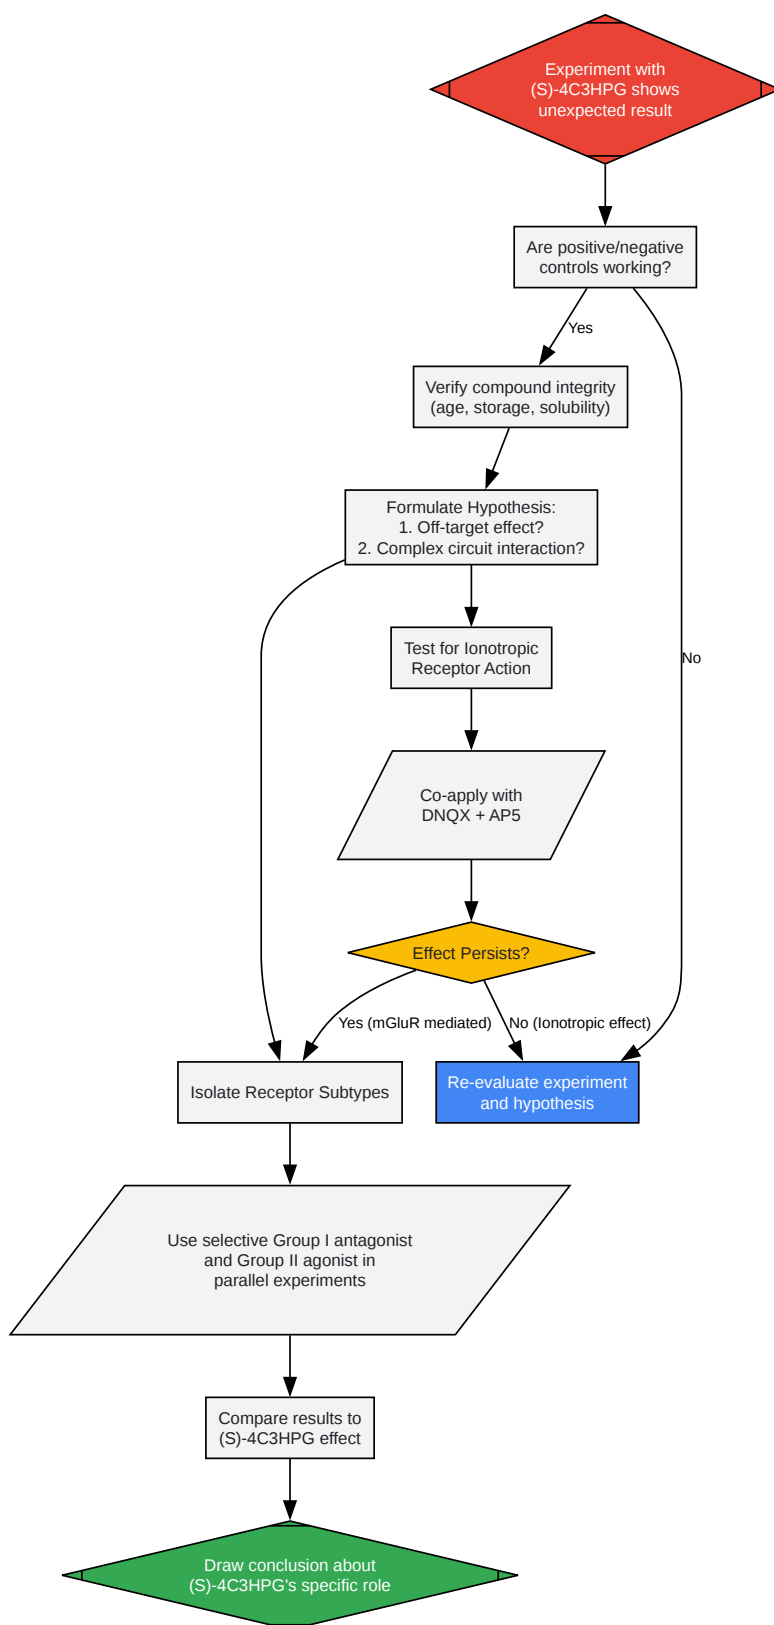 Experiment with
(S)-4C3HPG shows
unexpected result
Are positive/negative
controls working?
Yes
Verify compound integrity
(age, storage, solubility)
Formulate Hypothesis:
1. Off-target effect?
2. Complex circuit interaction?
Test for Ionotropic
Receptor Action
No
Co-apply with
DNQX + AP5
Effect Persists?
Yes (mGluR mediated)
No (Ionotropic effect)
Isolate Receptor Subtypes
Re-evaluate experiment
and hypothesis
Use selective Group I antagonist
and Group II agonist in
parallel experiments
Compare results to
(S)-4C3HPG effect
Draw conclusion about
(S)-4C3HPG's specific role